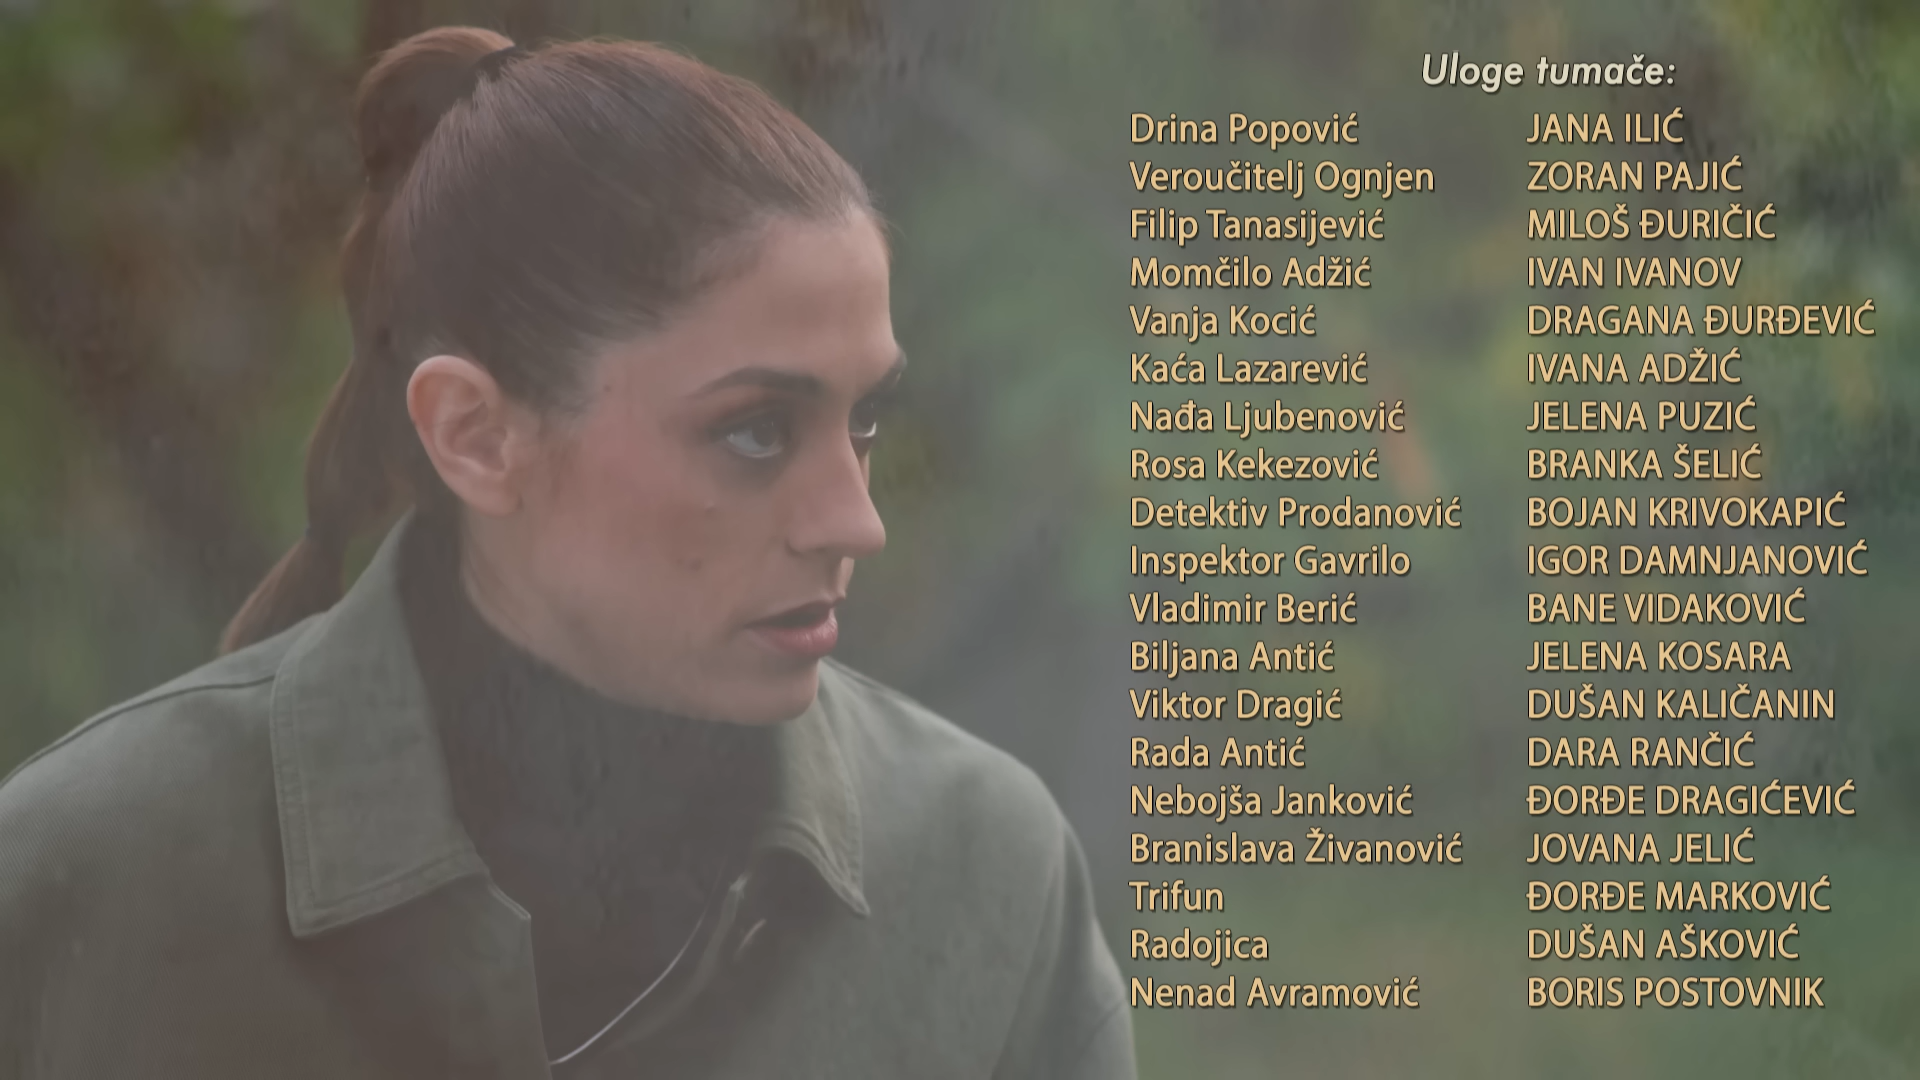 Uloge tumače:
Drina Popović JANA ILIĆ
Veroučitelj Ognjen ZORAN PAJIĆ
Filip Tanasijević MILOŠ ĐURIČIĆ
Momčilo Adžić IVAN IVANOV
Vanja Kocić DRAGANA ĐURĐEVIĆ
Kaća Lazarević IVANA ADŽIĆ
Nađa Ljubenović JELENA PUZIĆ
Rosa Kekezović BRANKA ŠELIĆ
Detektiv Prodanović BOJAN KRIVOKAPIĆ
Inspektor Gavrilo IGOR DAMNJANOVIĆ
Vladimir Berić BANE VIDAKOVIĆ
Biljana Antić JELENA KOSARA
Viktor Dragić DUŠAN KALIČANIN
Rada Antić DARA RANČIĆ
Nebojša Janković ĐORĐE DRAGIĆEVIĆ
Branislava Živanović JOVANA JELIĆ
Trifun ĐORĐE MARKOVIĆ
Radojica DUŠAN AŠKOVIĆ
Nenad Avramović BORIS POSTOVNIK